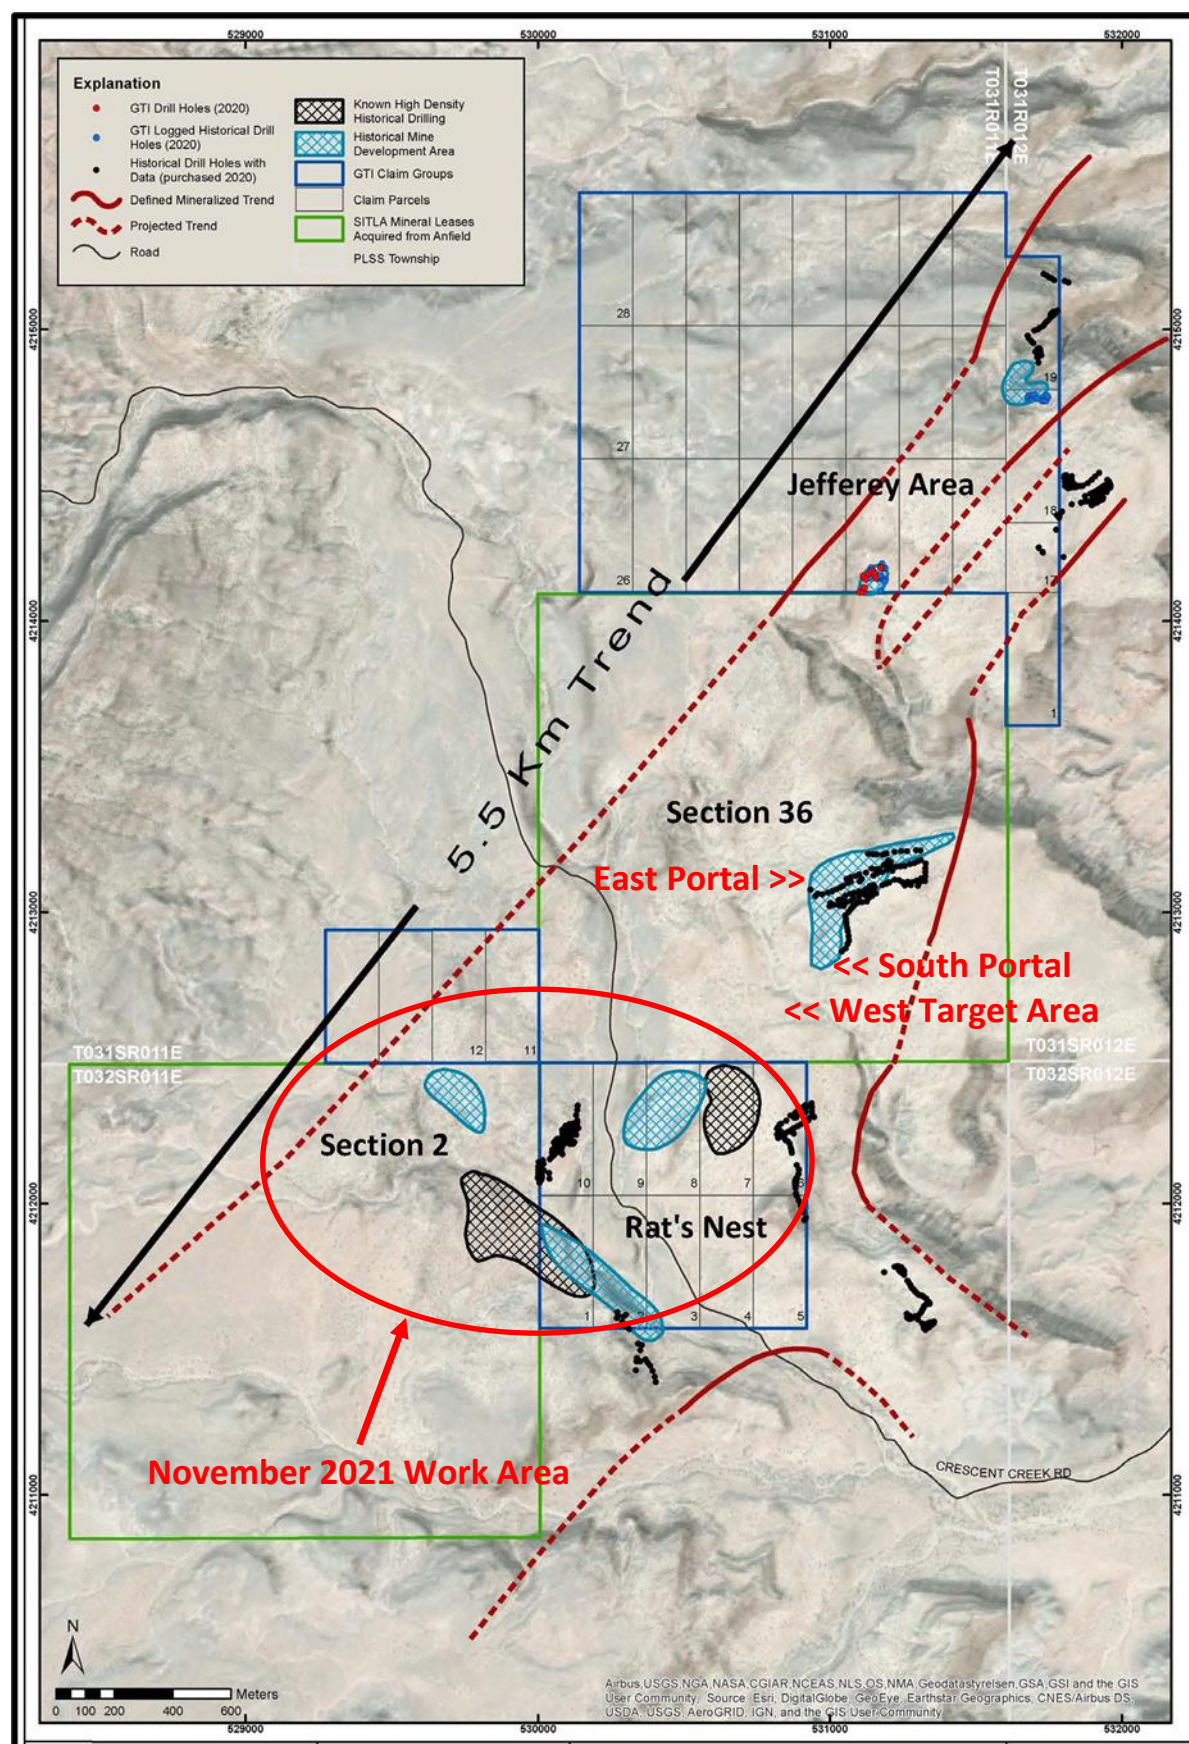 529000
530000
531000
532000
Explanation
GTI Drill Holes (2020)
GTI Logged Historical Drill
Holes (2020)
Historical Drill Holes with
Data (purchased 2020)
Defined Mineralized Trend
Projected Trend
Road
Known High Density
Historical Drilling
Historical Mine
Development Area
GTI Claim Groups
Claim Parcels
SITLA Mineral Leases
Acquired from Anfield
PLSS Township
T031R011E
T031R012E
4215000
4215000
28
19
27
Jefferey Area
18
26
17
4214000
4214000
5.5 Km Trend
1
Section 36
East Portal >>
4213000
4213000
<< South Portal
<< West Target Area
12
11
T031SR011E
T031SR012E
T032SR011E
T032SR012E
Section 2
10
9
8
7
6
4212000
4212000
Rat's Nest
1
2
3
4
5
November 2021 Work Area
CRESCENT CREEK RD
4211000
4211000
N
Meters
0 100 200 400 600
Airbus,USGS,NGA,NASA,CGIAR,NCEAS,NLS,OS,NMA,Geodatastyrelsen,GSA,GSI and the GIS
User Community, Source: Esri, DigitalGlobe, GeoEye, Earthstar Geographics, CNES/Airbus DS,
USDA, USGS, AeroGRID, IGN, and the GIS User Community
529000
530000
531000
532000